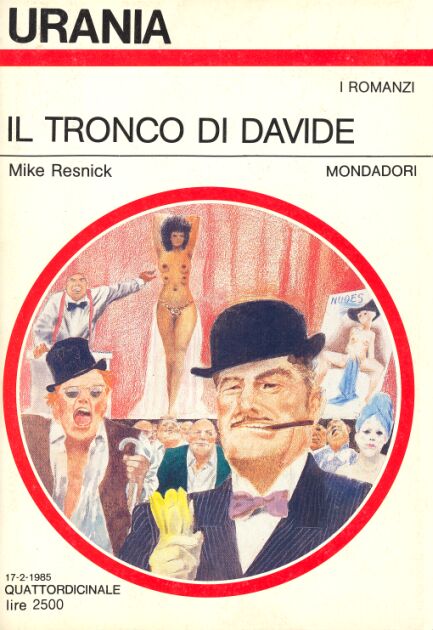 URANIA
I ROMANZI
IL TRONCO DI DAVIDE
Mike Resnick
MONDADORI
NUDES
17-2-1985
QUATTORDICINALE
lire 2500